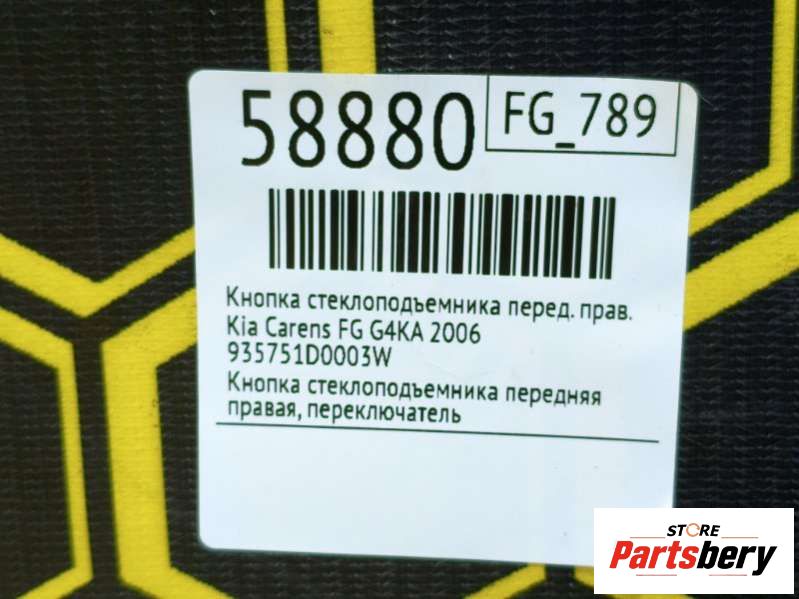 58880
FG_789
Кнопка стеклоподъемника перед. прав.
Kia Carens FG G4KA 2006
935751D0003W
Кнопка стеклоподъемника передняя
правая, переключатель
STORE
Partsbery